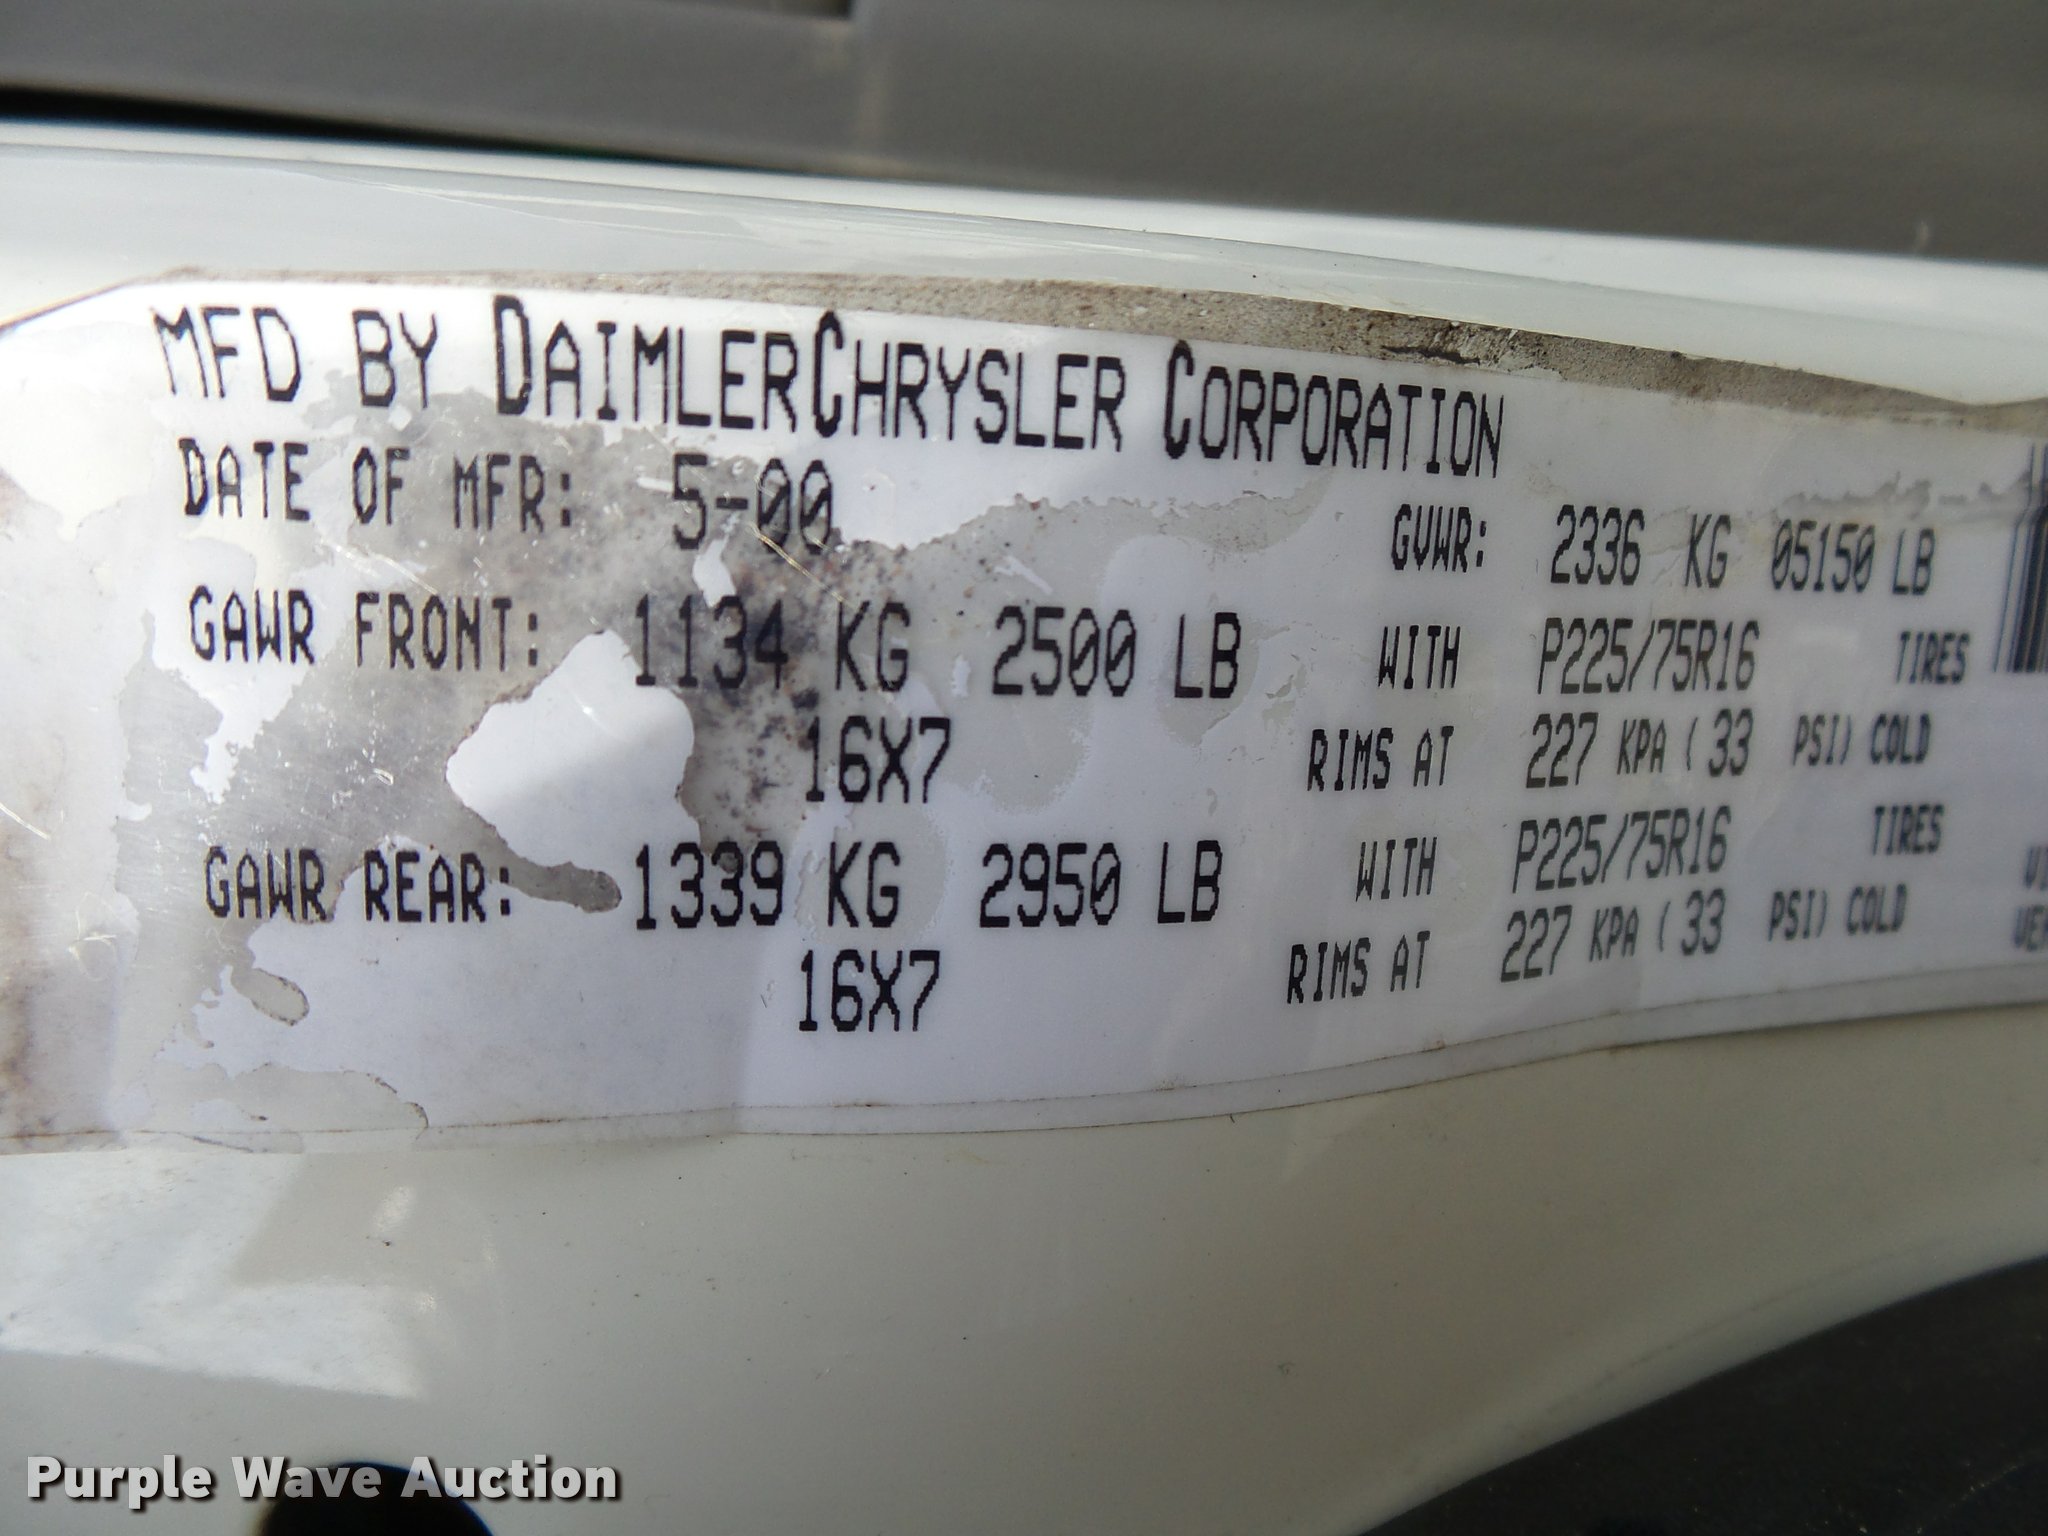 MFD BY DAIMLERCHRYSLER CORPORATION
DATE OF MFR: 5-00 GVWR: 2336 KG 05150 LB
GAWR FRONT: 1134 KG 2500 LB WITH P225/75R16 TIRES
16X7 RIMS AT 227 KPA ( 33 PSI) COLD
GAWR REAR: 1339 KG 2950 LB WITH P225/75R16 TIRES
16X7 RIMS AT 227 KPA ( 33 PSI) COLD
Purple Wave Auction